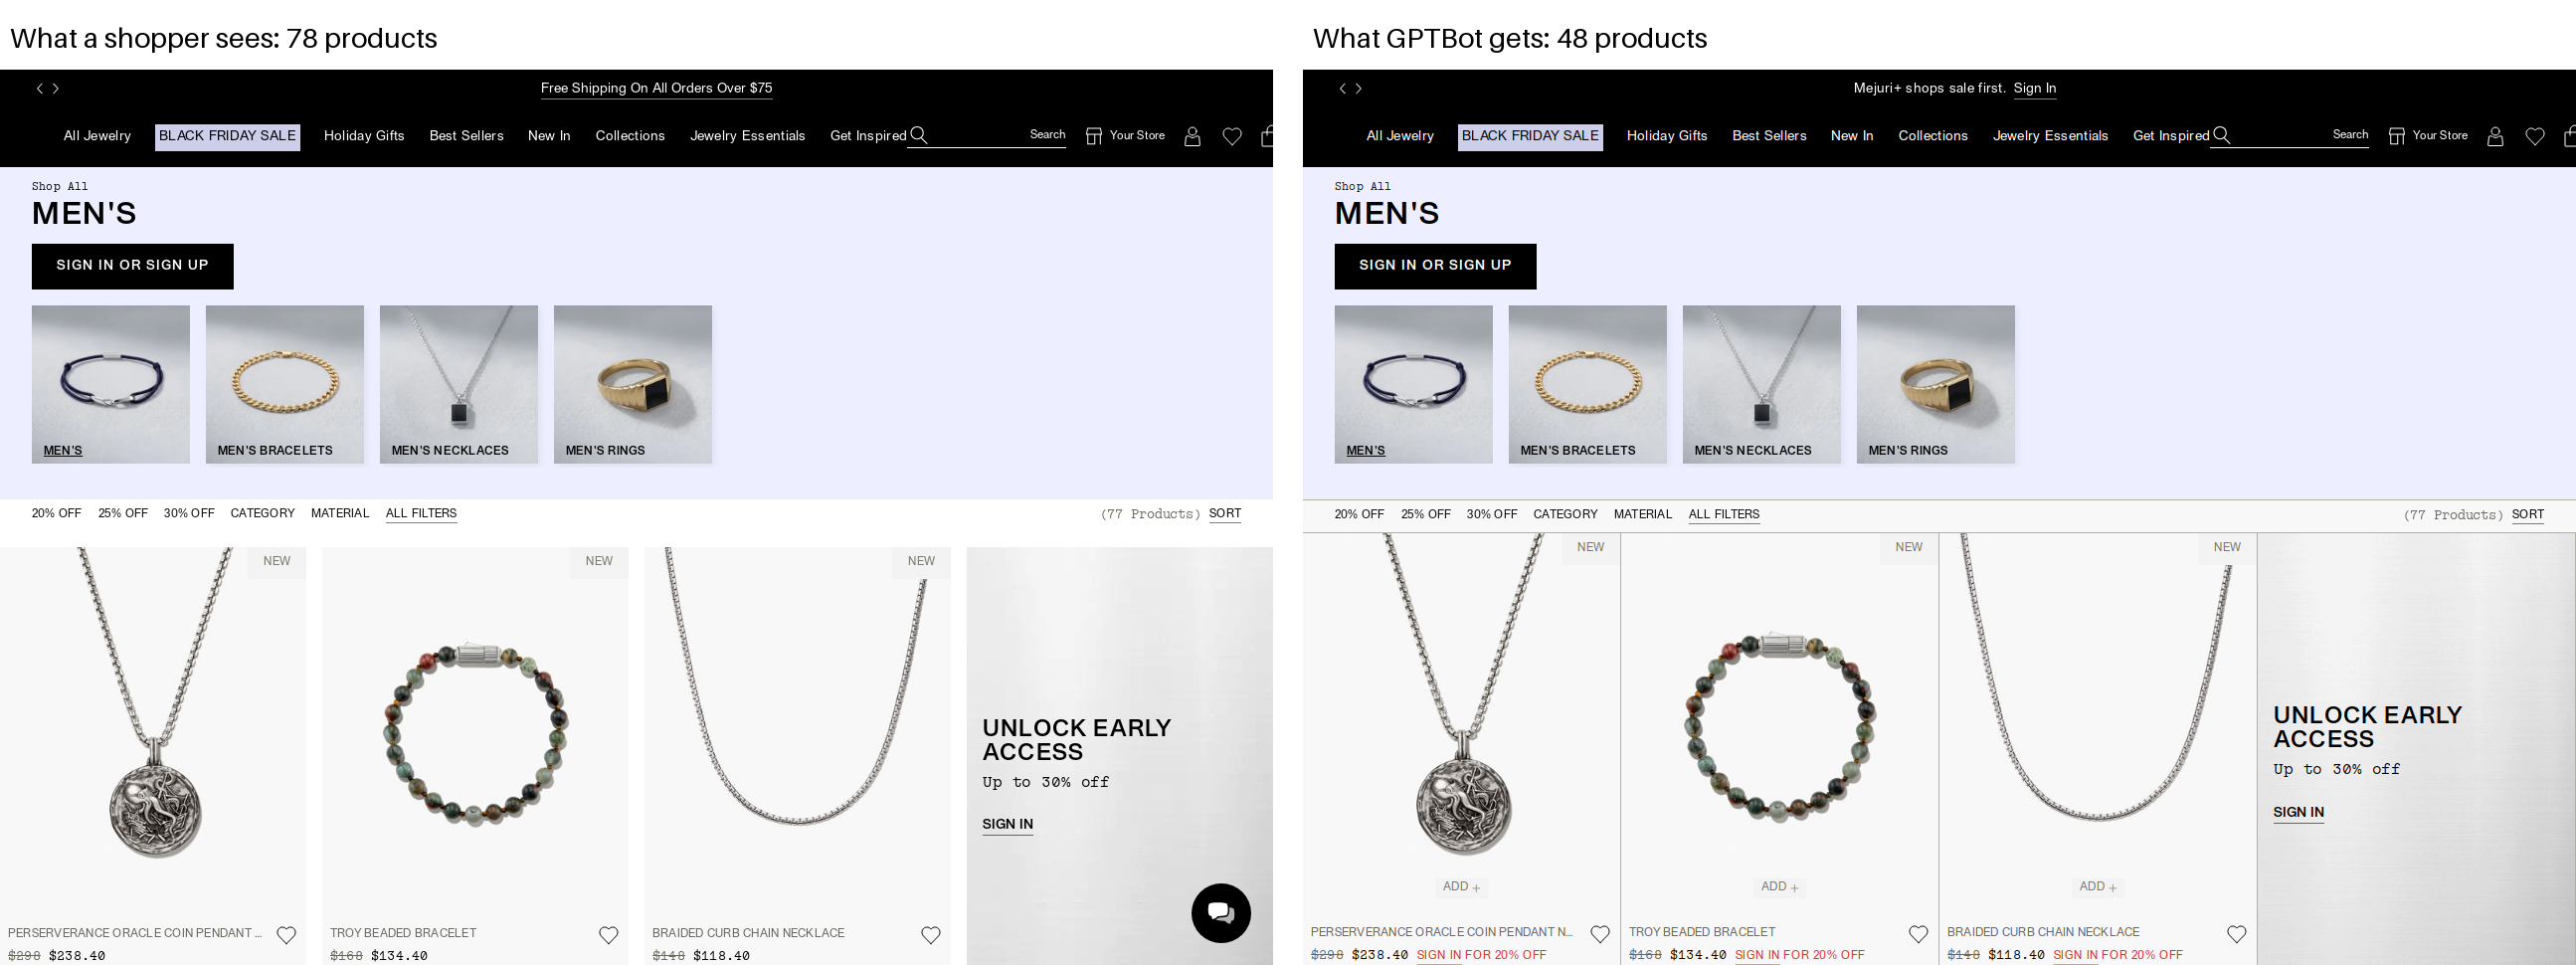 What a shopper sees: 78 products
Free Shipping On All Orders Over $75
All Jewelry BLACK FRIDAY SALE Holiday Gifts Best Sellers New In Collections Jewelry Essentials Get Inspired Search Your Store
Shop All
MEN'S
SIGN IN OR SIGN UP
MEN'S MEN'S BRACELETS MEN'S NECKLACES MEN'S RINGS
20% OFF 25% OFF 30% OFF CATEGORY MATERIAL ALL FILTERS (77 Products) SORT
NEW NEW NEW
UNLOCK EARLY
ACCESS
Up to 30% off
SIGN IN
PERSERVERANCE ORACLE COIN PENDANT ... TROY BEADED BRACELET BRAIDED CURB CHAIN NECKLACE
$298 $238.40 $168 $134.40 $148 $118.40
What GPTBot gets: 48 products
Mejuri+ shops sale first. Sign In
All Jewelry BLACK FRIDAY SALE Holiday Gifts Best Sellers New In Collections Jewelry Essentials Get Inspired Search Your Store
Shop All
MEN'S
SIGN IN OR SIGN UP
MEN'S MEN'S BRACELETS MEN'S NECKLACES MEN'S RINGS
20% OFF 25% OFF 30% OFF CATEGORY MATERIAL ALL FILTERS (77 Products) SORT
NEW NEW NEW
UNLOCK EARLY
ACCESS
Up to 30% off
SIGN IN
ADD + ADD + ADD +
PERSERVERANCE ORACLE COIN PENDANT N... TROY BEADED BRACELET BRAIDED CURB CHAIN NECKLACE
$298 $238.40 SIGN IN FOR 20% OFF $168 $134.40 SIGN IN FOR 20% OFF $148 $118.40 SIGN IN FOR 20% OFF